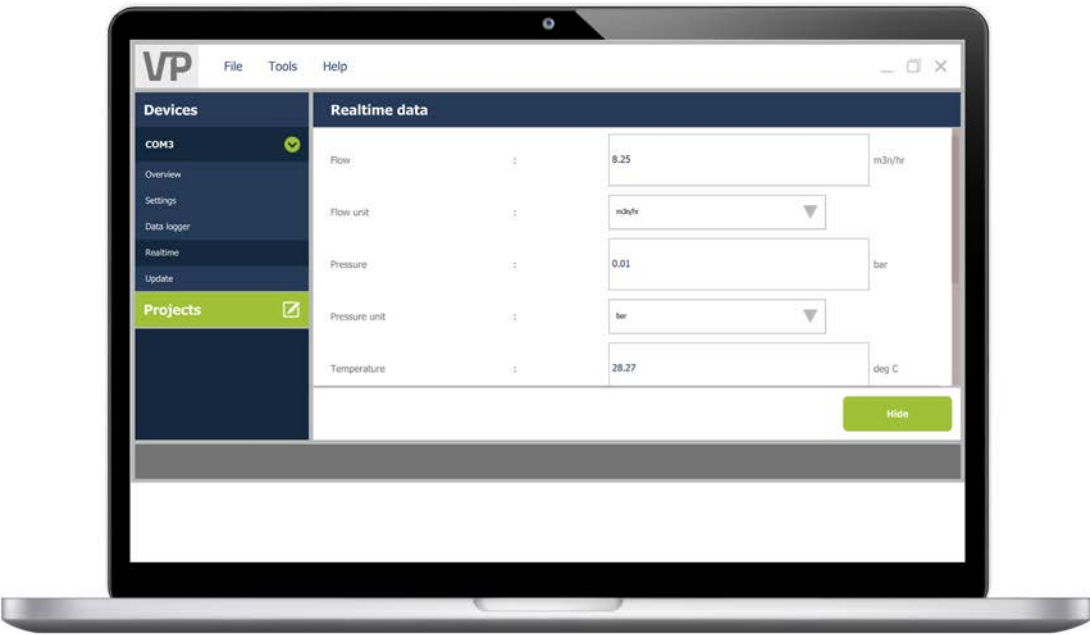 VP File Tools Help
Devices
Realtime data
COM3
Overview
Settings
Data logger
Realtime
Update
Projects
Flow : 8.25 m3n/hr
Flow unit : m3n/hr
Pressure : 0.01 bar
Pressure unit : bar
Temperature : 28.27 deg C
Hide